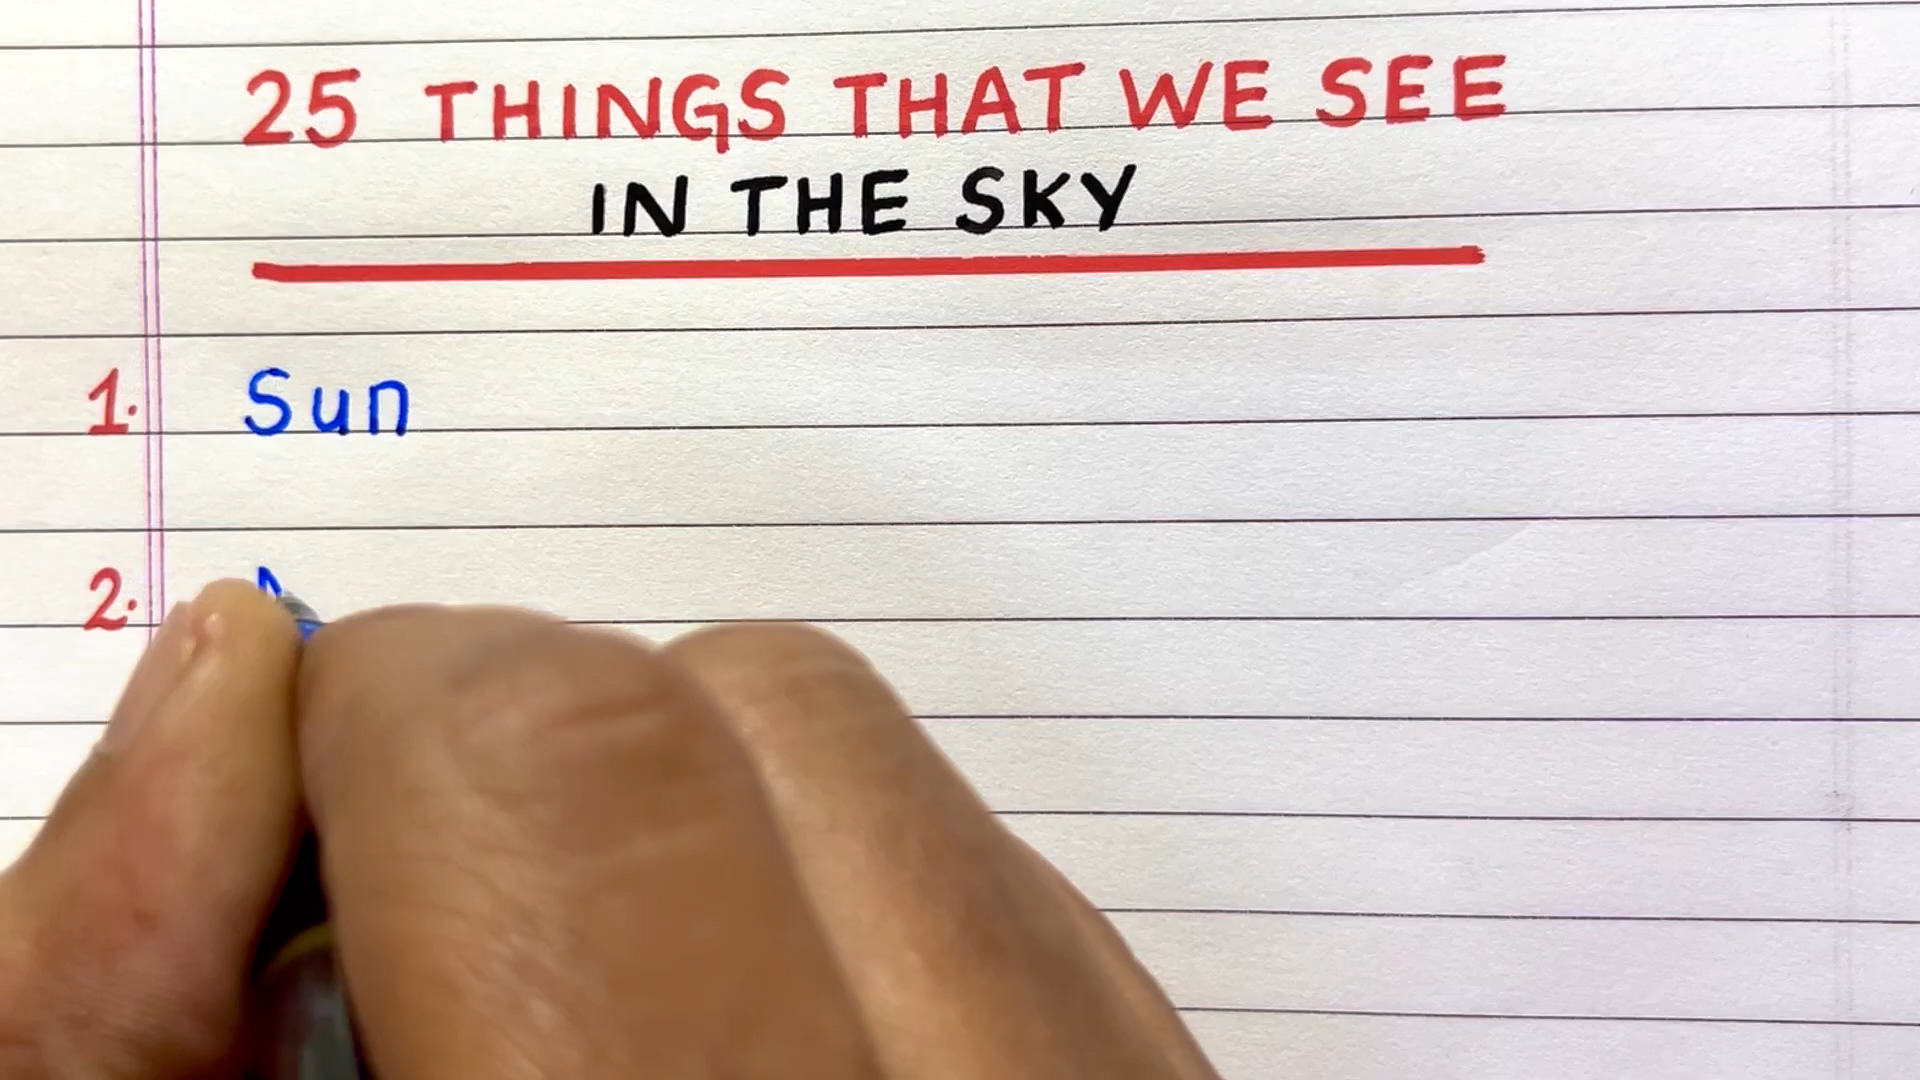 25 THINGS THAT WE SEE
IN THE SKY
1. Sun
2.